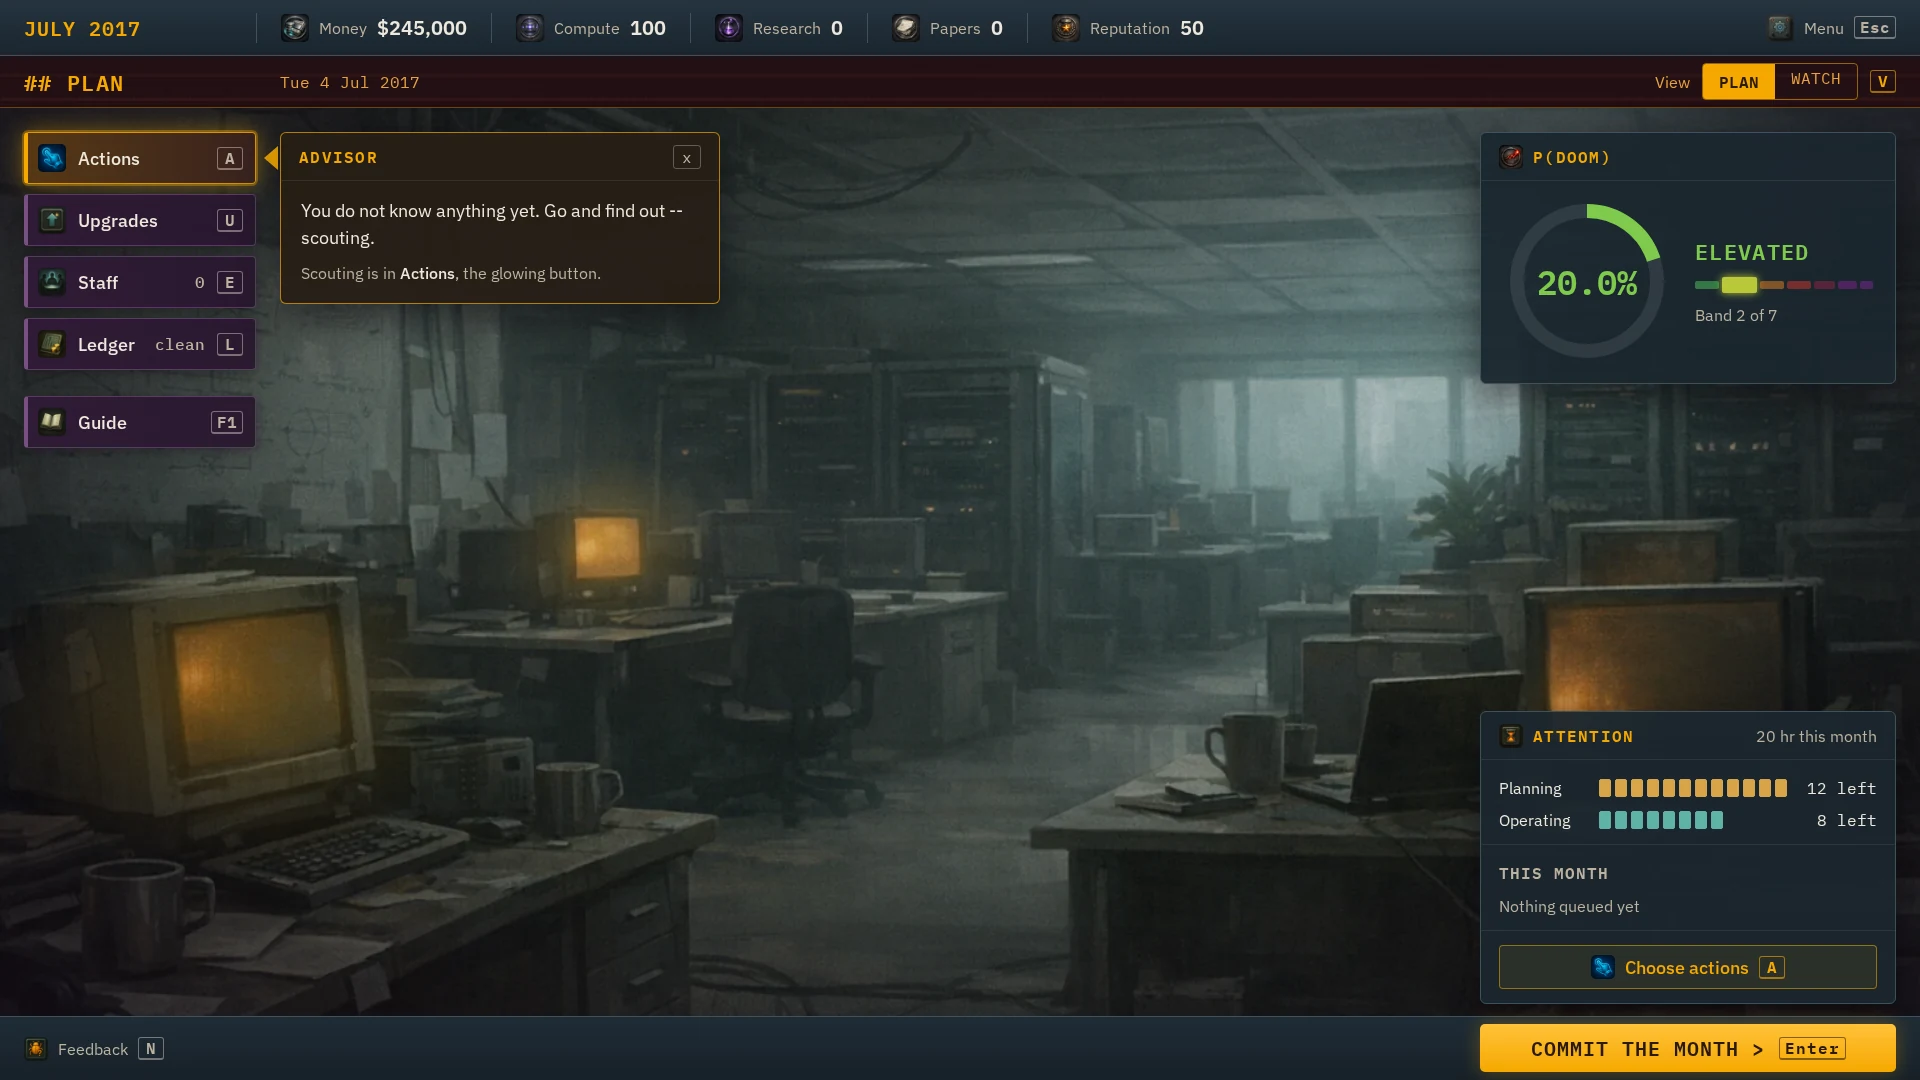 JULY 2017
Money $245,000
Compute 100
Research 0
Papers 0
Reputation 50
Menu Esc
## PLAN
Tue 4 Jul 2017
View PLAN WATCH V
Actions A
Upgrades U
Staff 0 E
Ledger clean L
Guide F1
ADVISOR x
You do not know anything yet. Go and find out --
scouting.
Scouting is in Actions, the glowing button.
P(DOOM)
20.0%
ELEVATED
Band 2 of 7
ATTENTION 20 hr this month
Planning 12 left
Operating 8 left
THIS MONTH
Nothing queued yet
Choose actions A
Feedback N
COMMIT THE MONTH > Enter